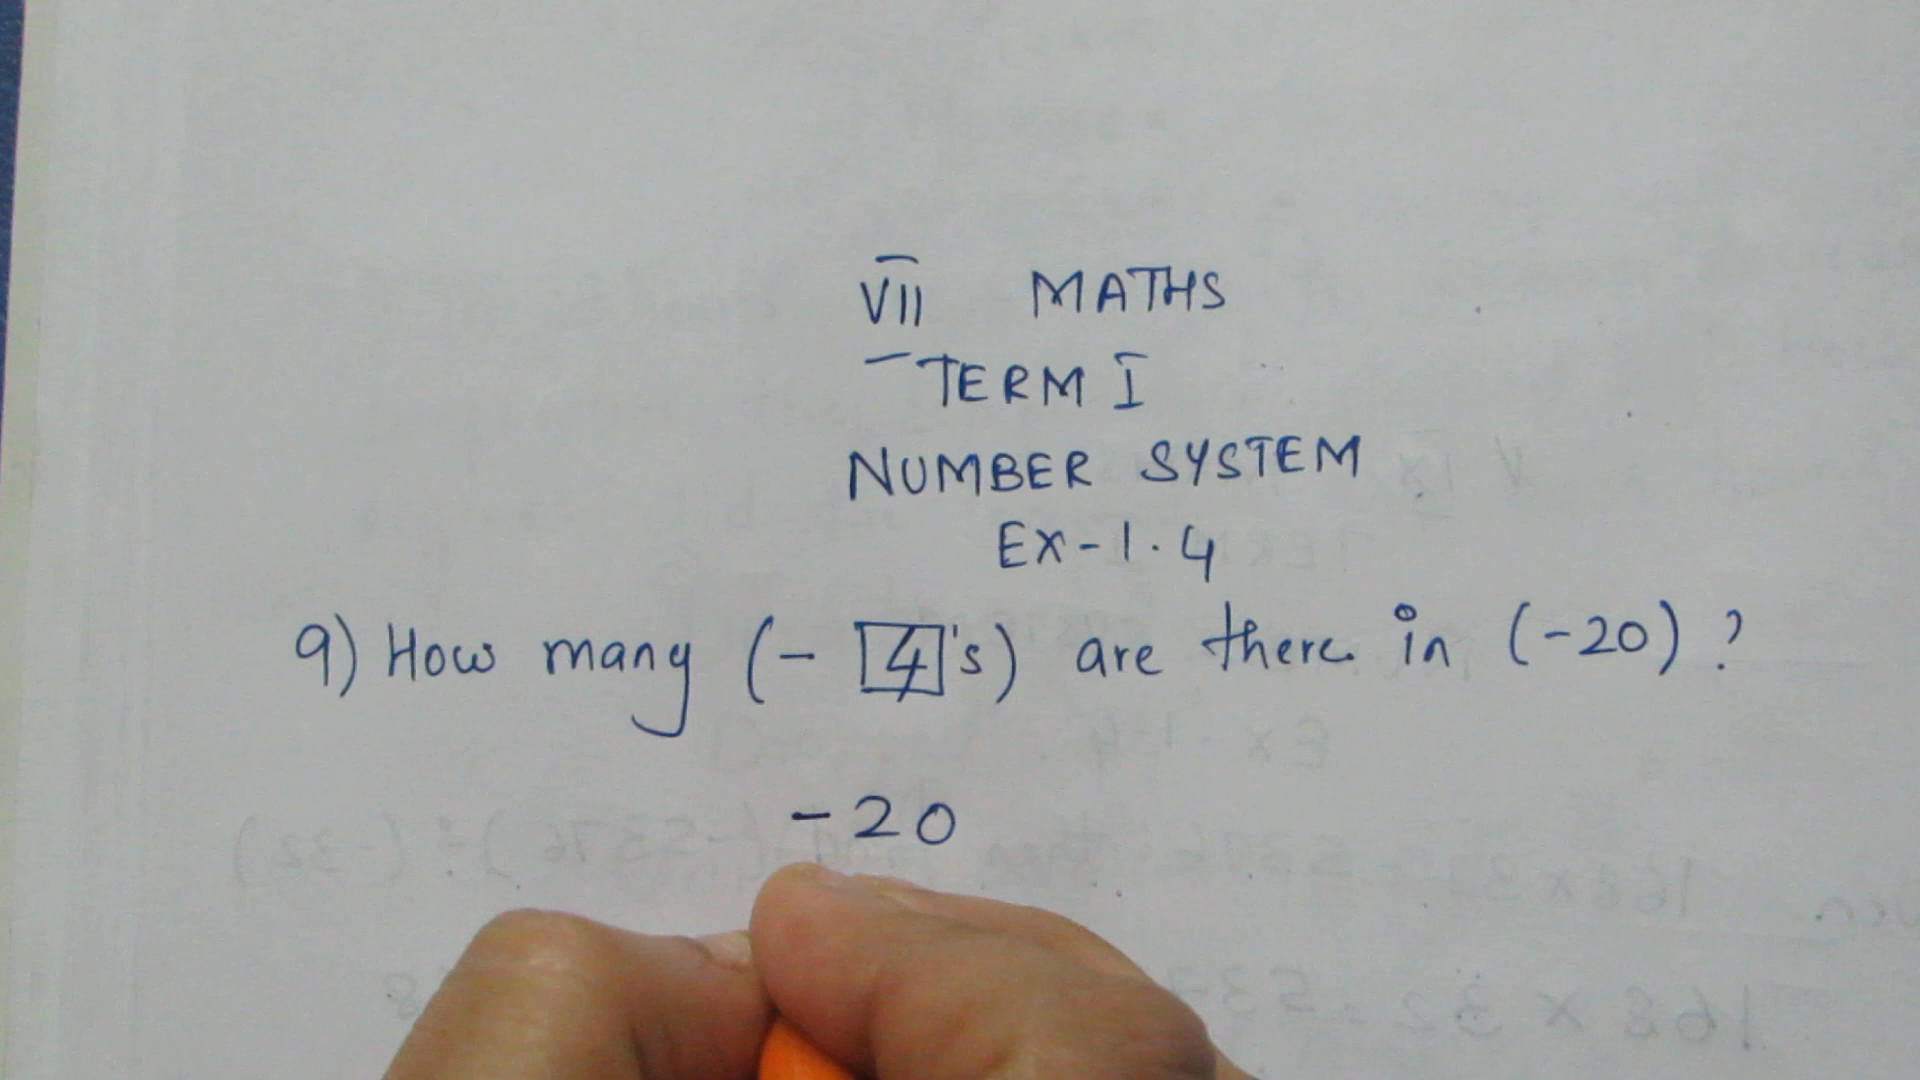 VII MATHS
TERM I
NUMBER SYSTEM
Ex-1.4
9) How many (- 4's) are there in (-20) ?
-20